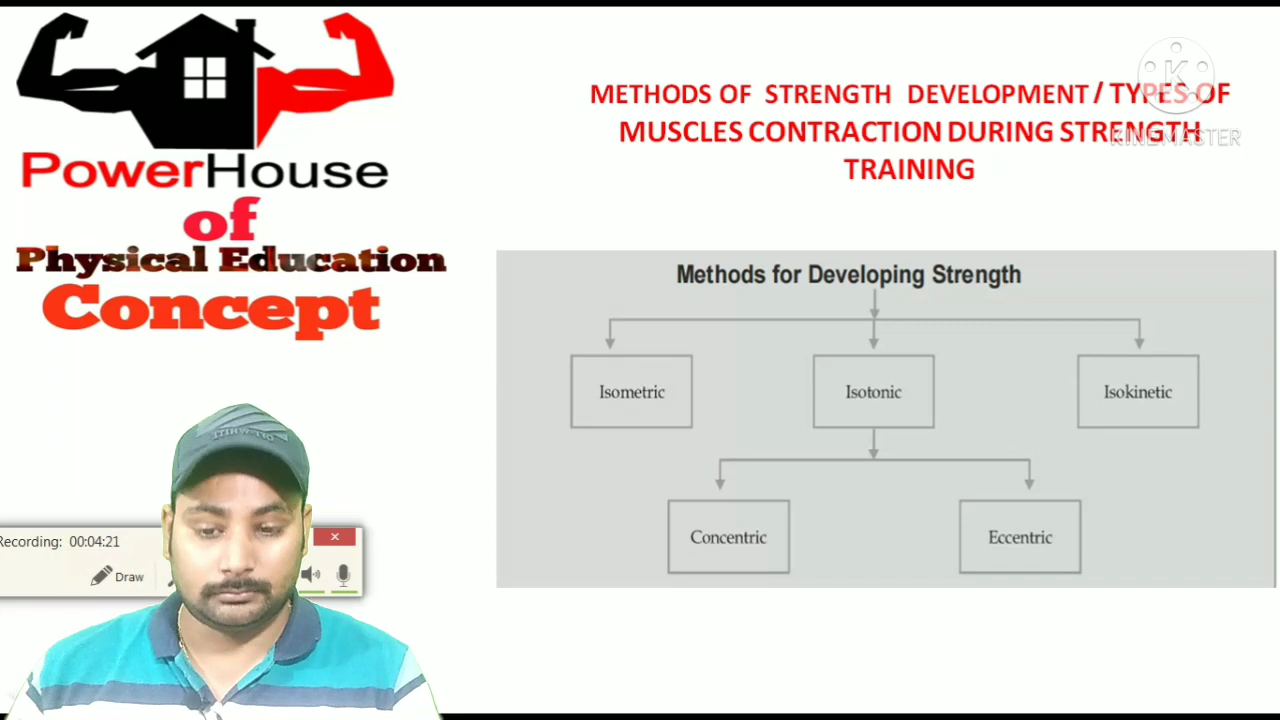 PowerHouse
of
Physical Education
Concept
METHODS OF STRENGTH DEVELOPMENT / TYPES OF
MUSCLES CONTRACTION DURING STRENGTH
TRAINING
K
KINEMASTER
Methods for Developing Strength
Isometric
Isotonic
Isokinetic
Concentric
Eccentric
Recording: 00:04:21
Draw